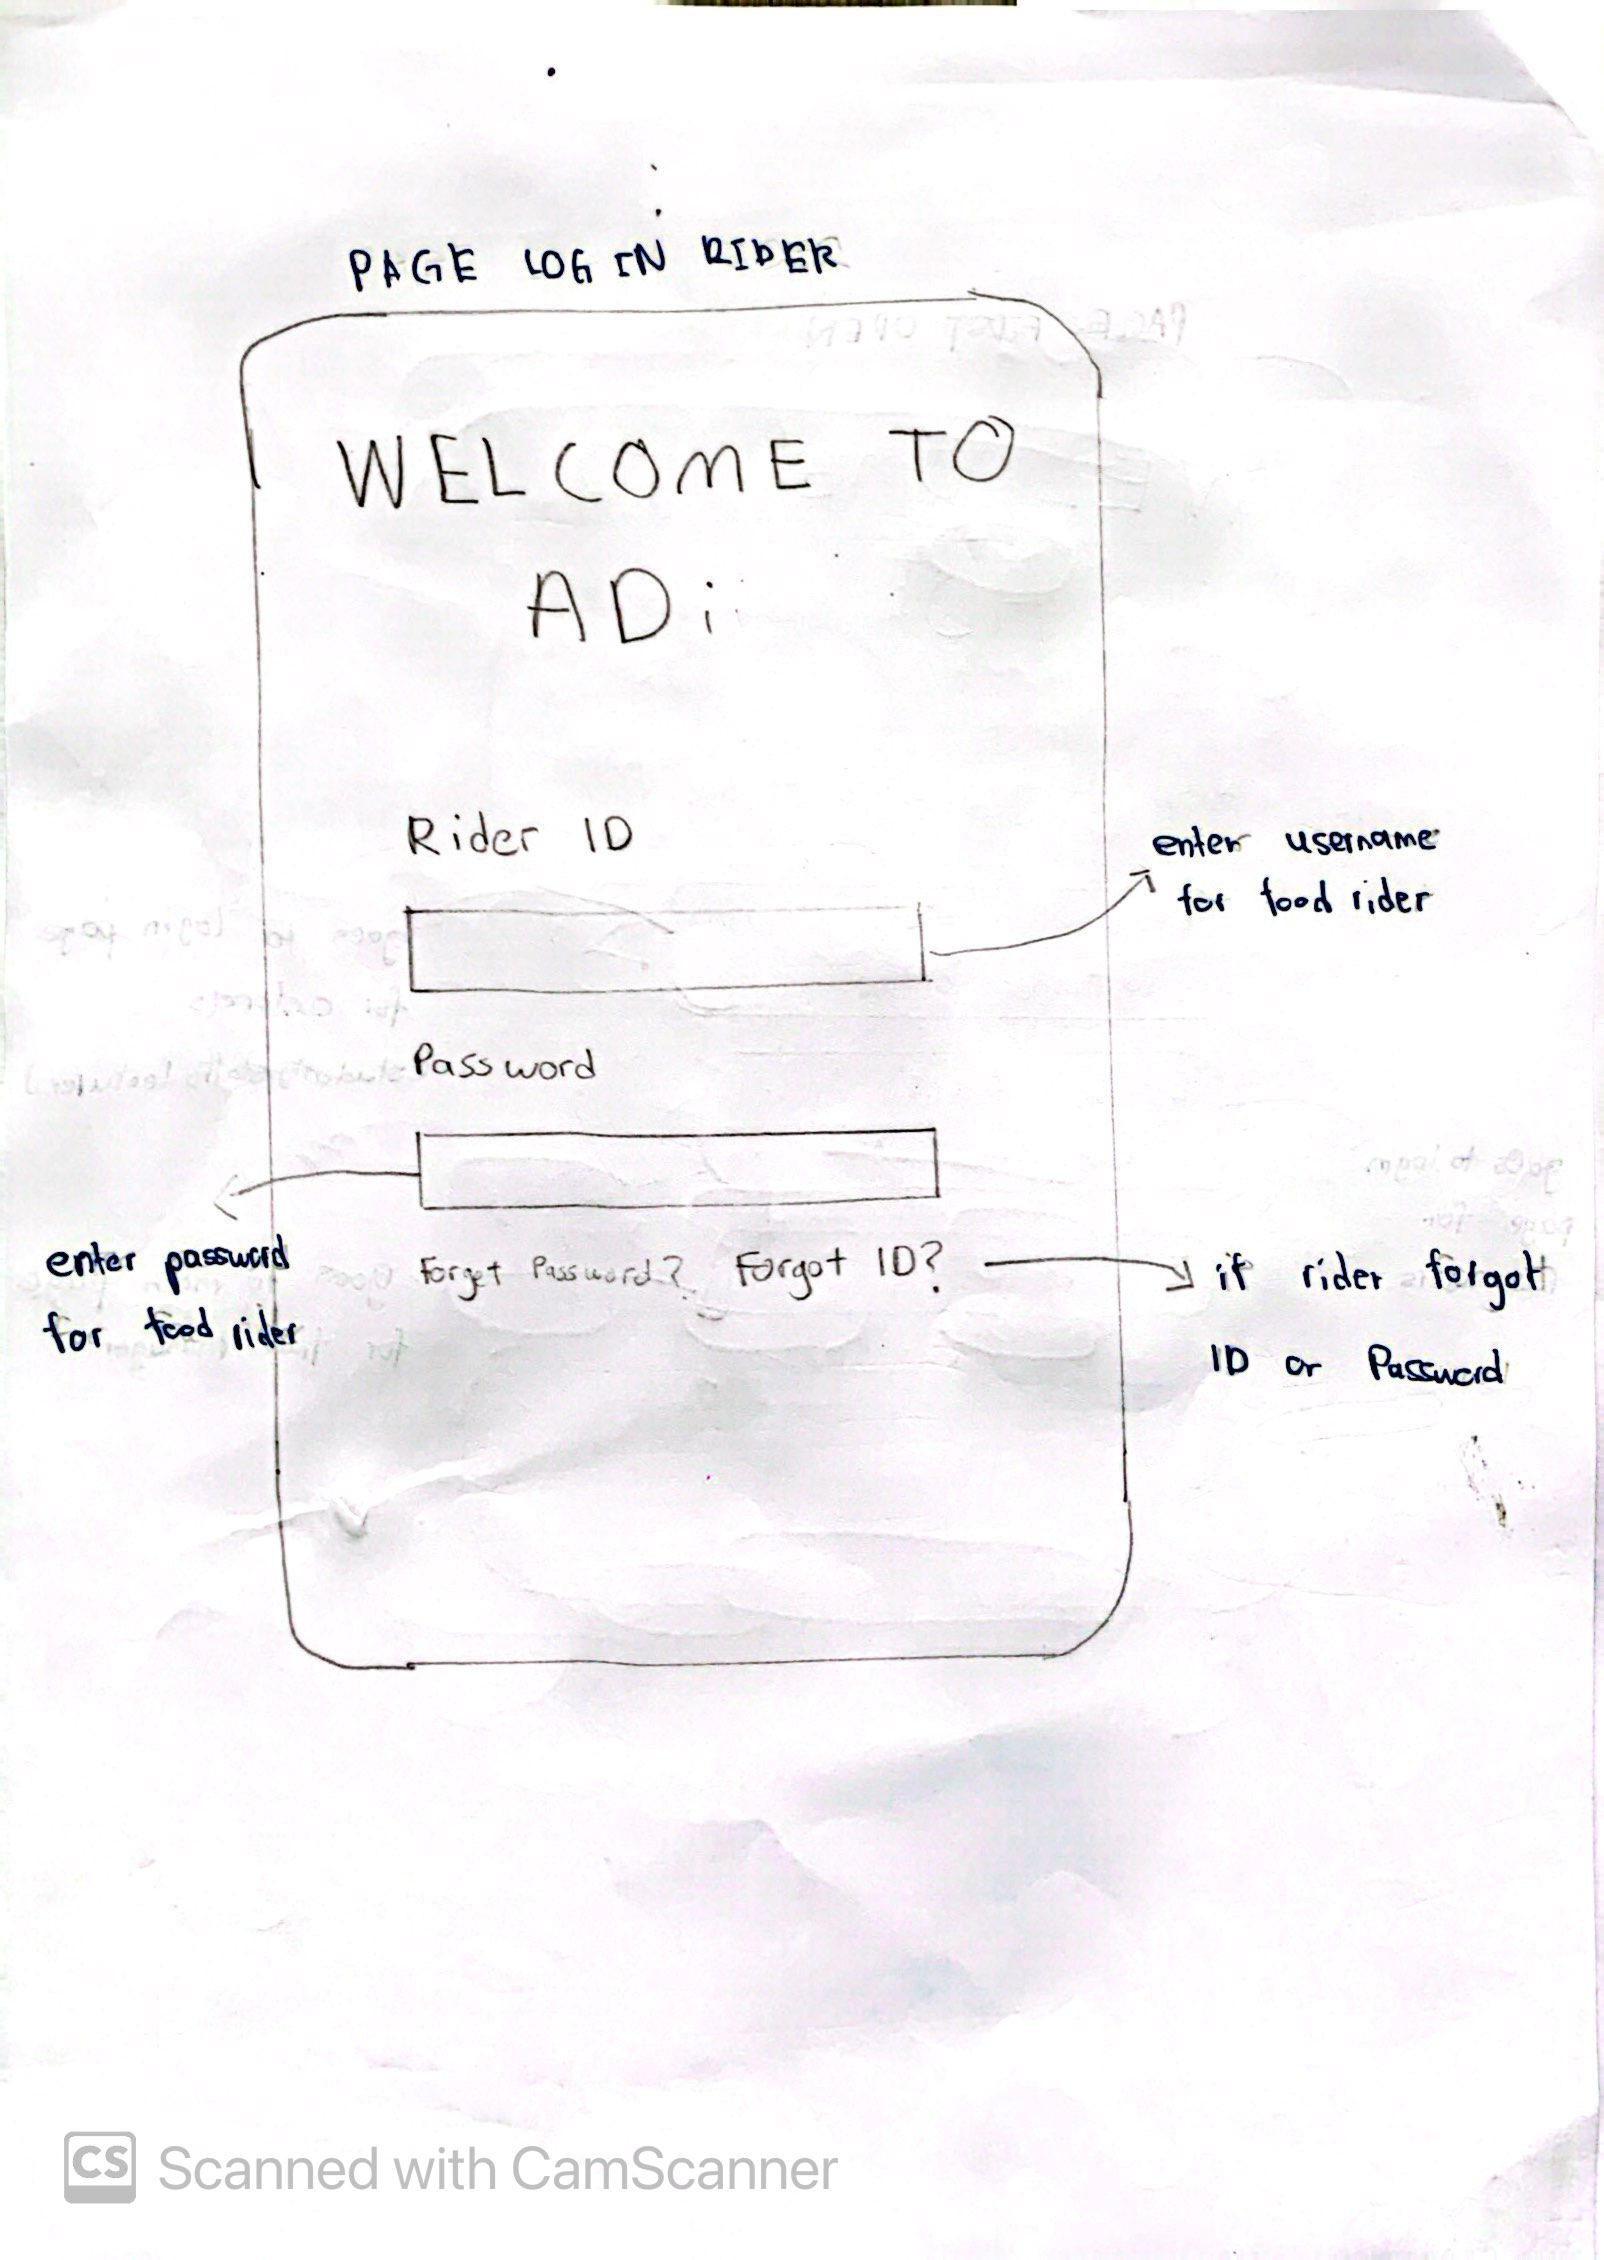 PAGE LOG IN RIDER
WELCOME TO
ADi
Rider ID
enter username
for food rider
Password
enter password
for food rider
Forget Password? Forgot ID?
if rider forgot
ID or Password
CS Scanned with CamScanner